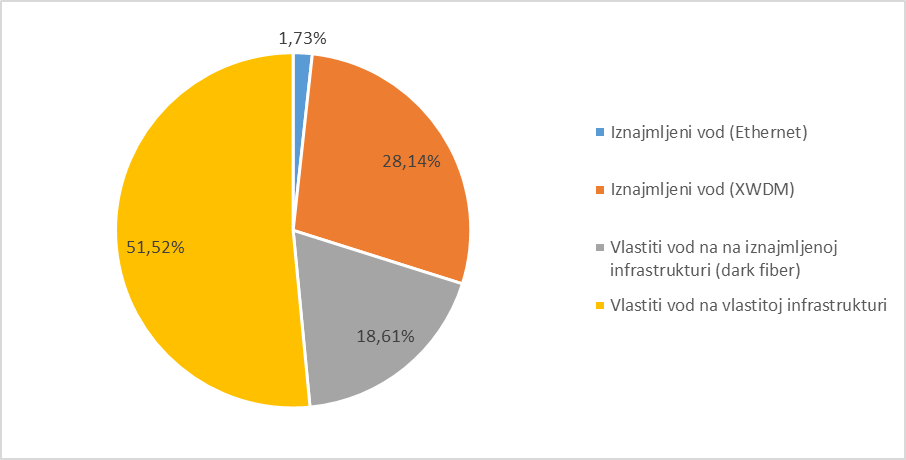 1,73%
28,14%
51,52%
18,61%
Iznajmljeni vod (Ethernet)
Iznajmljeni vod (XWDM)
Vlastiti vod na na iznajmljenoj
infrastrukturi (dark fiber)
Vlastiti vod na vlastitoj infrastrukturi